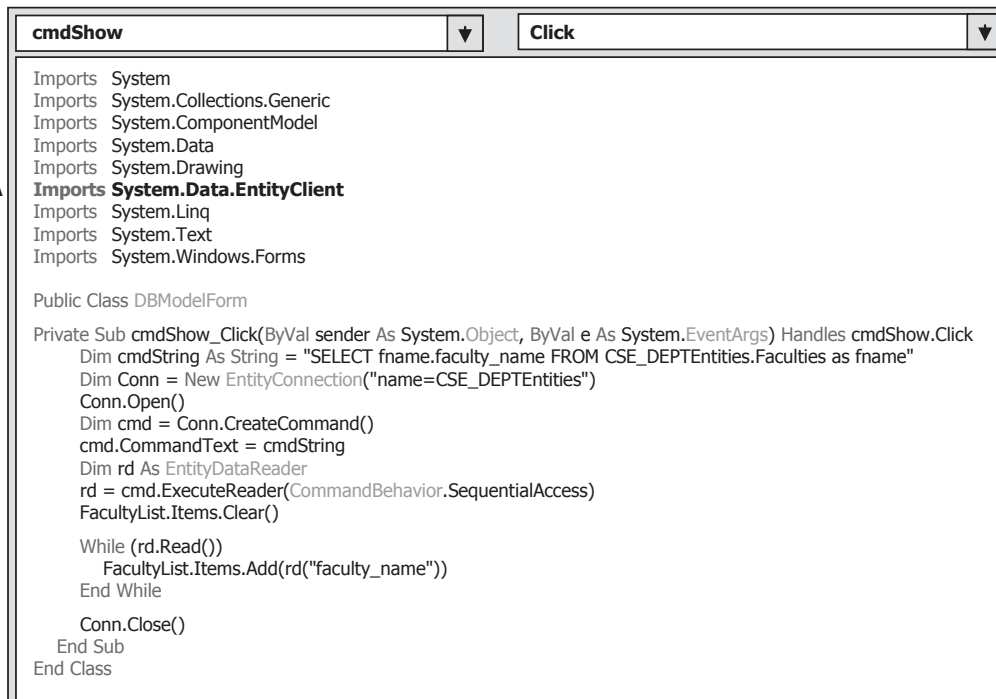 cmdShow Click
Imports System
Imports System.Collections.Generic
Imports System.ComponentModel
Imports System.Data
Imports System.Drawing
Imports System.Data.EntityClient
Imports System.Linq
Imports System.Text
Imports System.Windows.Forms
Public Class DBModelForm
Private Sub cmdShow_Click(ByVal sender As System.Object, ByVal e As System.EventArgs) Handles cmdShow.Click
Dim cmdString As String = "SELECT fname.faculty_name FROM CSE_DEPTEntities.Faculties as fname"
Dim Conn = New EntityConnection("name=CSE_DEPTEntities")
Conn.Open()
Dim cmd = Conn.CreateCommand()
cmd.CommandText = cmdString
Dim rd As EntityDataReader
rd = cmd.ExecuteReader(CommandBehavior.SequentialAccess)
FacultyList.Items.Clear()
While (rd.Read())
FacultyList.Items.Add(rd("faculty_name"))
End While
Conn.Close()
End Sub
End Class